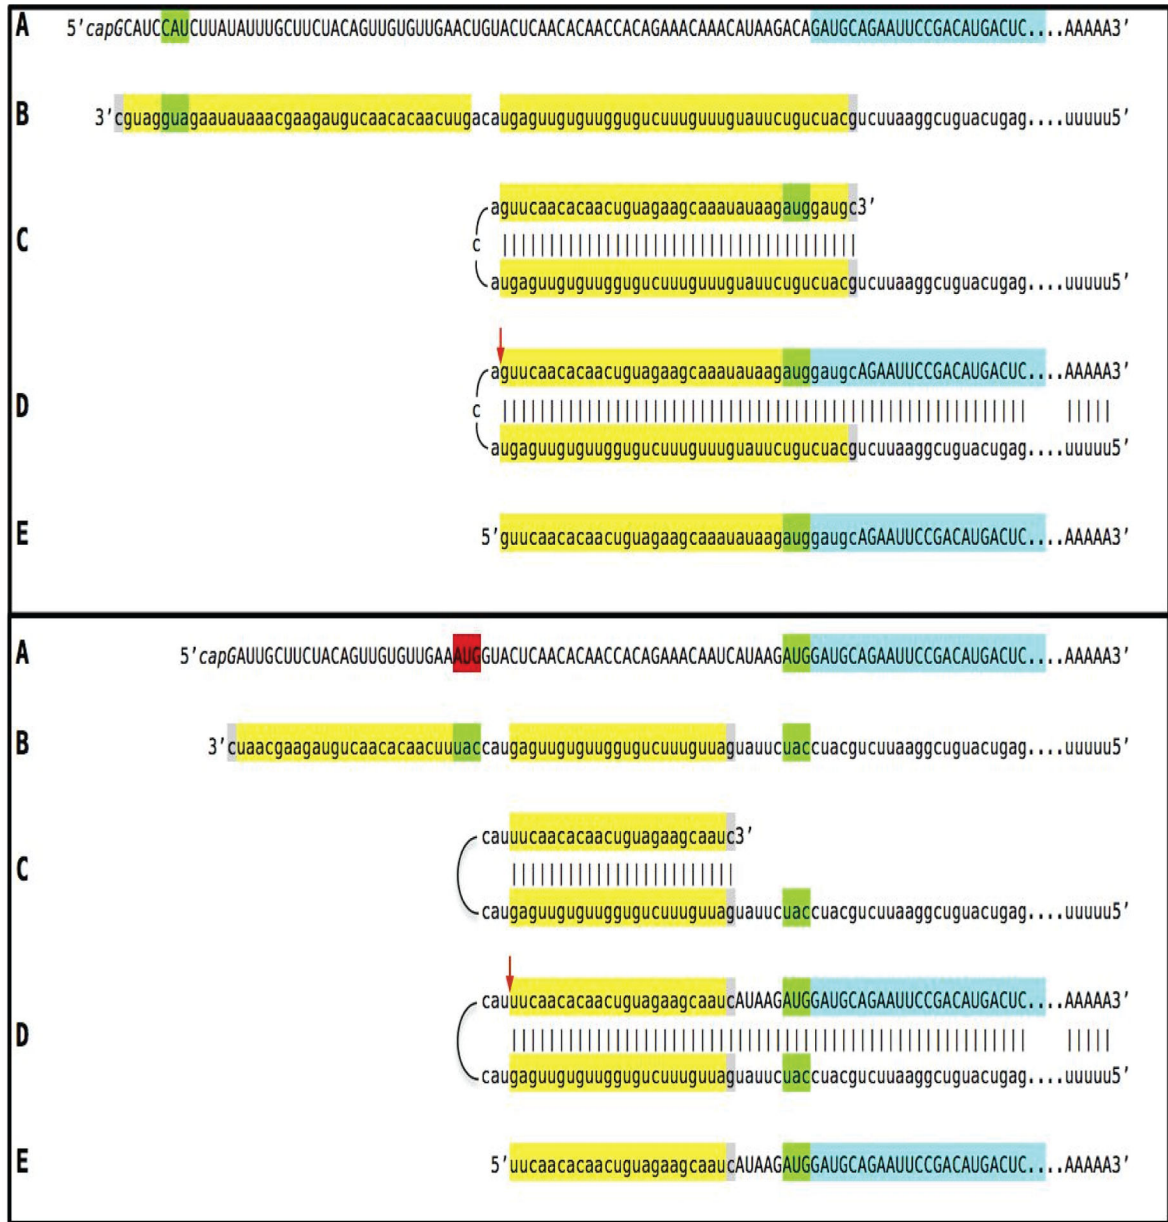 A 5’capGCAUCCAUCUUAUAUUUGCUUCUACAGUUGUGUUGAACUGUACUCAACACAACCACAGAAACAAACAUAAGACAGAUGCAGAAUUCCGACAUGACUC....AAAAA3’
B 3’cguagguagaauauaaacgaagaugucaacacaacuugacaugaguuguguuggugucuuuguuuguauucugucuacgucuuaaggcuguacugag....uuuuu5’
aguucaacacaacuguagaagcaaauauaagauggaugc3’
C c ||||||||||||||||||||||||||||||||||||||
augaguuguguuggugucuuuguuuguauucugucuacgucuuaaggcuguacugag....uuuuu5’
aguucaacacaacuguagaagcaaauauaagauggaugcAGAAUUCCGACAUGACUC....AAAAA3’
D c |||||||||||||||||||||||||||||||||||||||||||||||||||||||| |||||
augaguuguguuggugucuuuguuuguauucugucuacgucuuaaggcuguacugag....uuuuu5’
E 5’guucaacacaacuguagaagcaaauauaagauggaugcAGAAUUCCGACAUGACUC....AAAAA3’
A 5’capGAUUGCUUCUACAGUUGUGUUGAAAUGGUACUCAACACAACCACAGAAACAAUCAUAAGAUGGAUGCAGAAUUCCGACAUGACUC....AAAAA3’
B 3’cuaacgaagaugucaacacaacuuuaccaugaguuguguuggugucuuuguuaguauucuaccuacgucuuaaggcuguacugag....uuuuu5’
cauuucaacacaacuguagaagcaauc3’
C ||||||||||||||||||||||||
caugaguuguguuggugucuuuguuaguauucuaccuacgucuuaaggcuguacugag....uuuuu5’
cauuucaacacaacuguagaagcaaucAUAAGAUGGAUGCAGAAUUCCGACAUGACUC....AAAAA3’
D ||||||||||||||||||||||||||||||||||||||||||||||||||||||| |||||
caugaguuguguuggugucuuuguuaguauucuaccuacgucuuaaggcuguacugag....uuuuu5’
E 5’uucaacacaacuguagaagcaaucAUAAGAUGGAUGCAGAAUUCCGACAUGACUC....AAAAA3’